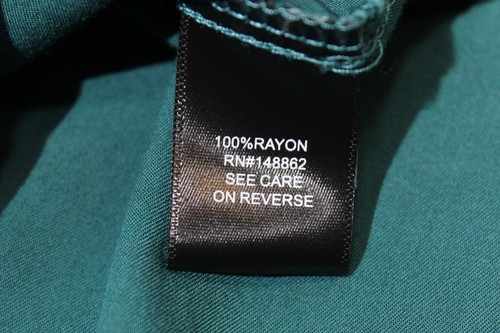 100%RAYON
RN#148862
SEE CARE
ON REVERSE